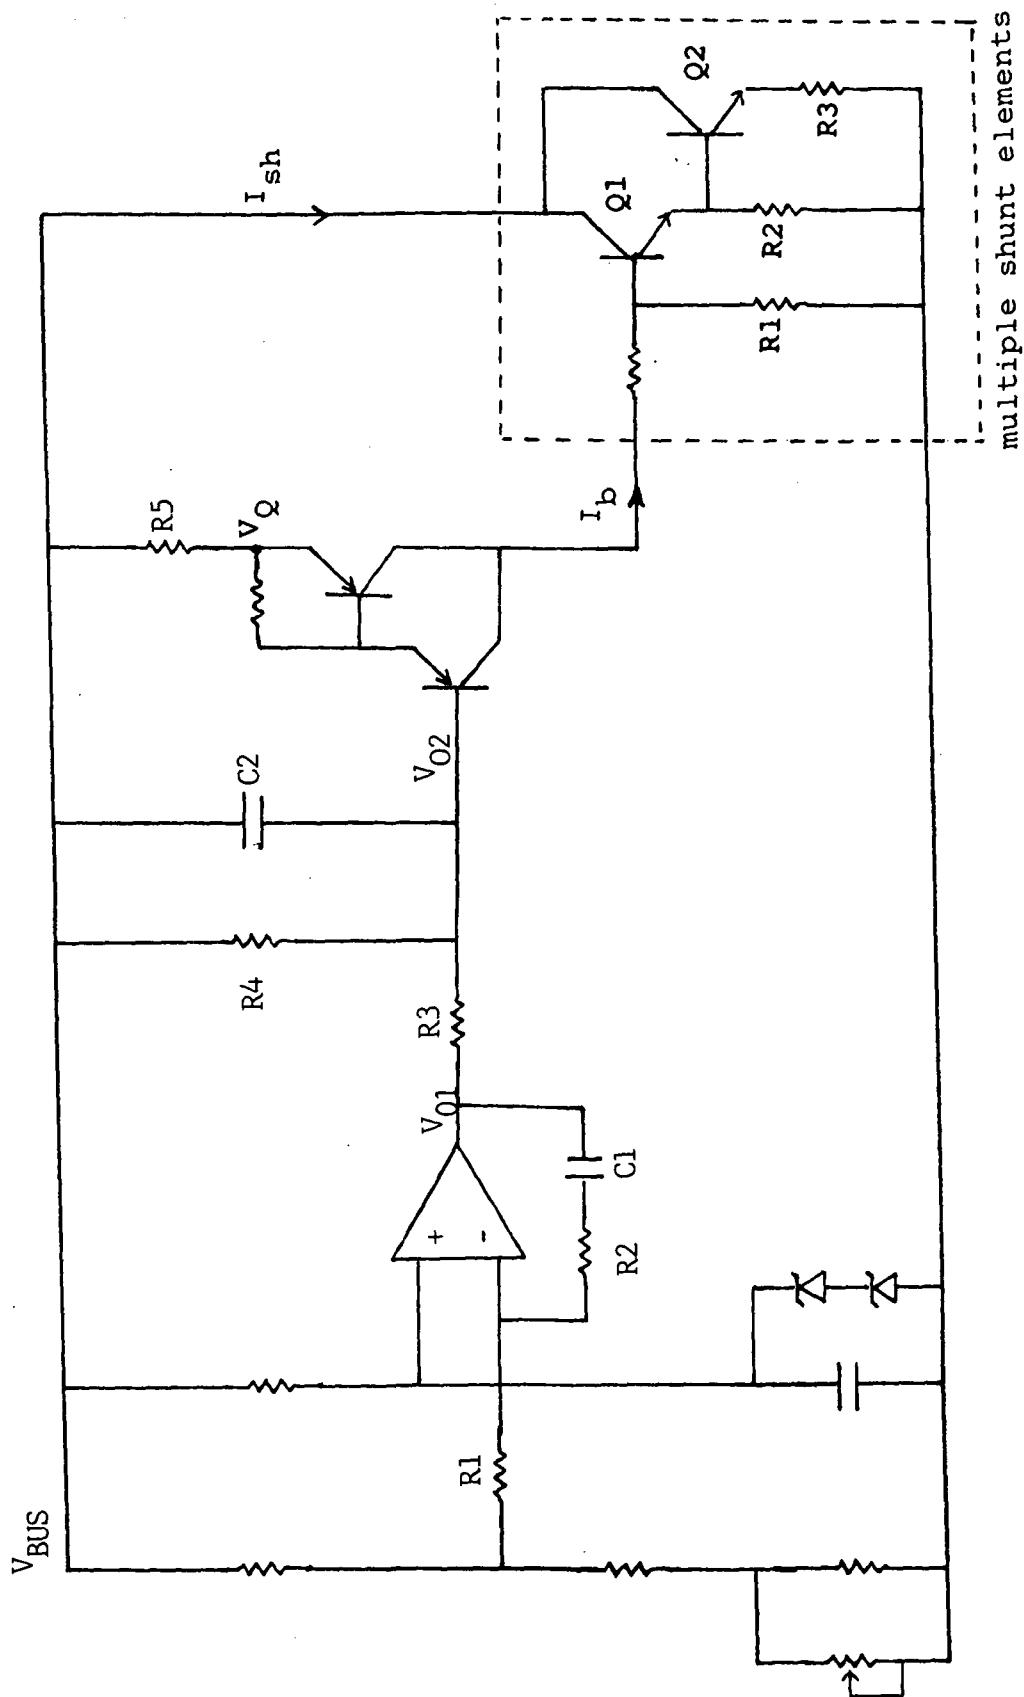 V_BUS
R1
+
-
R2
C1
V_O1
R3
R4
C2
V_O2
R5
V_Q
I_b
I_sh
Q1
Q2
R1
R2
R3
multiple shunt elements